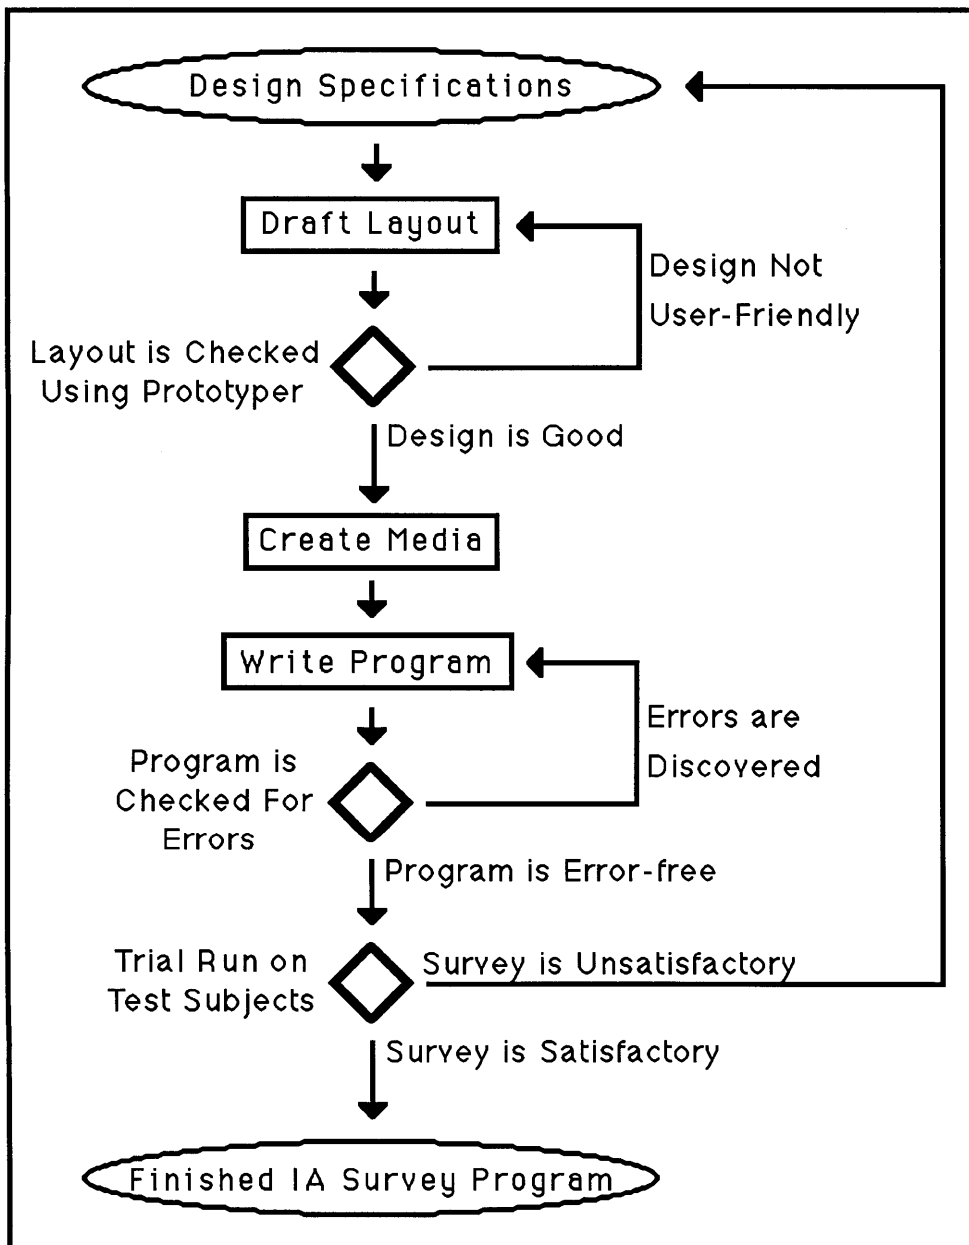 Design Specifications
Draft Layout
Design Not
User-Friendly
Layout is Checked
Using Prototyper
Design is Good
Create Media
Write Program
Errors are
Discovered
Program is
Checked For
Errors
Program is Error-free
Trial Run on
Test Subjects
Survey is Unsatisfactory
Survey is Satisfactory
Finished IA Survey Program